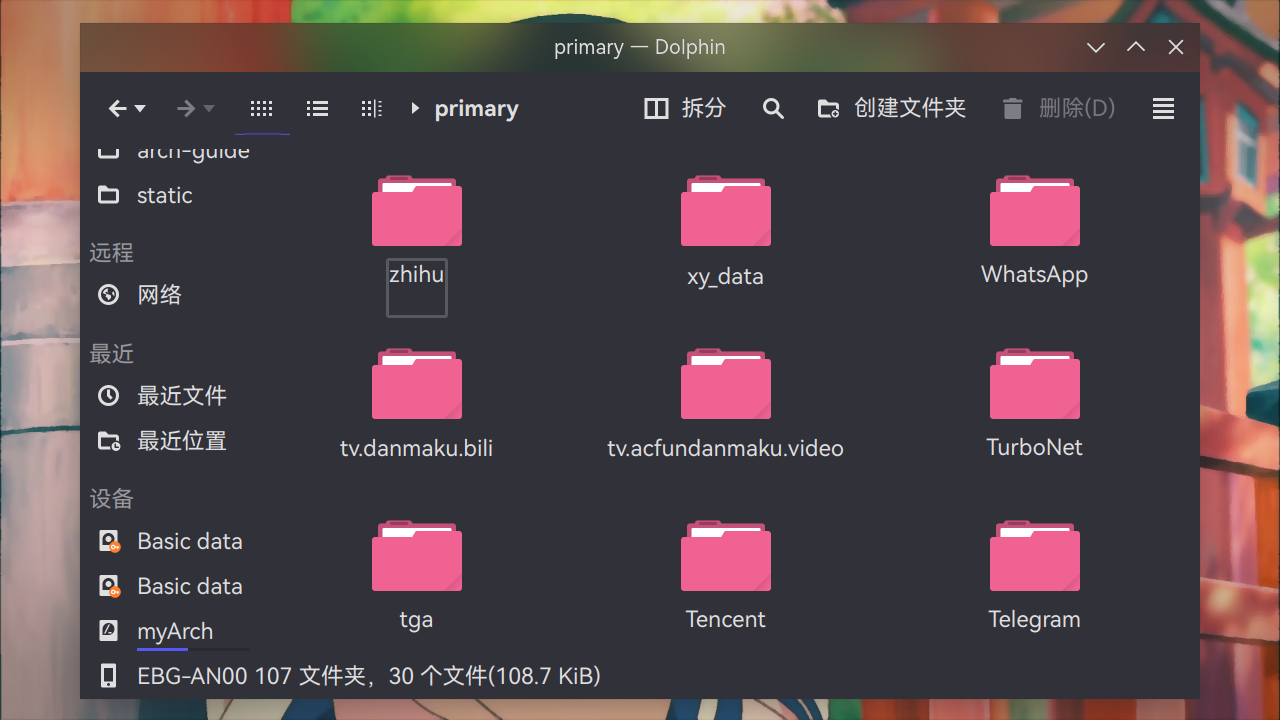 primary — Dolphin
primary
拆分
创建文件夹
删除(D)
arch-guide
static
远程
网络
最近
最近文件
最近位置
设备
Basic data
Basic data
myArch
EBG-AN00
zhihu
xy_data
WhatsApp
tv.danmaku.bili
tv.acfundanmaku.video
TurboNet
tga
Tencent
Telegram
107 文件夹，30 个文件(108.7 KiB)